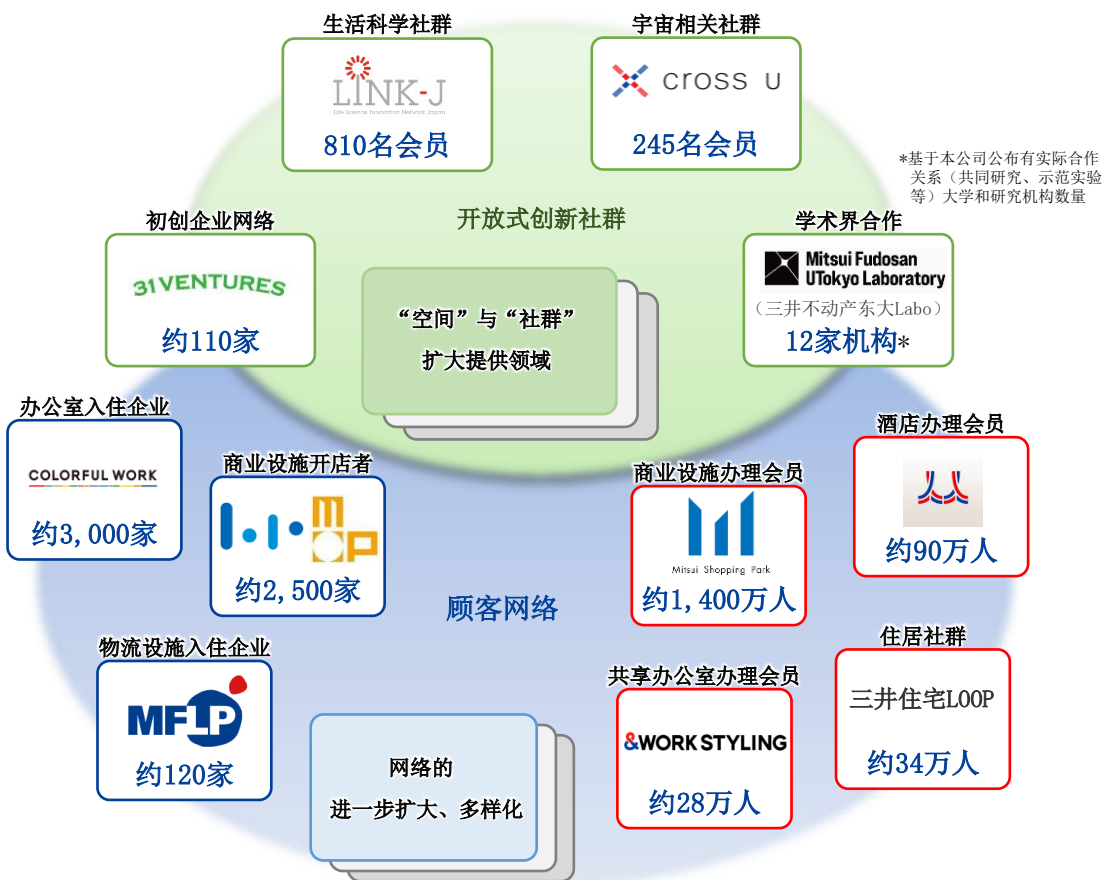 生活科学社群
LINK-J
Life Science Innovation Network Japan
810名会员
宇宙相关社群
cross U
245名会员
*基于本公司公布有实际合作
关系（共同研究、示范实验
等）大学和研究机构数量
开放式创新社群
初创企业网络
31VENTURES
约110家
学术界合作
Mitsui Fudosan
UTokyo Laboratory
（三井不动产东大Labo）
12家机构*
“空间”与“社群”
扩大提供领域
办公室入住企业
COLORFUL WORK
约3,000家
商业设施开店者
MOP
约2,500家
商业设施办理会员
Mitsui Shopping Park
约1,400万人
酒店办理会员
约90万人
顾客网络
物流设施入住企业
MFLP
约120家
共享办公室办理会员
&WORK STYLING
约28万人
住居社群
三井住宅LOOP
约34万人
网络的
进一步扩大、多样化